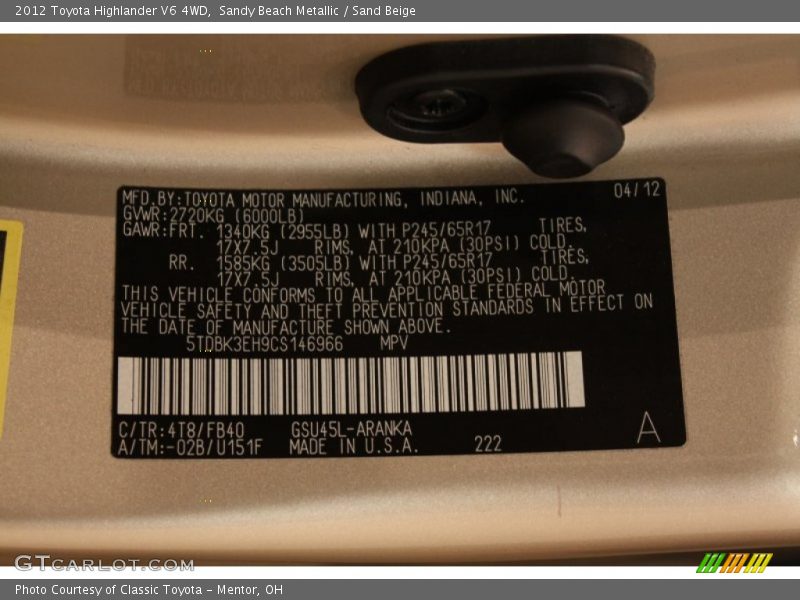 2012 Toyota Highlander V6 4WD,  Sandy Beach Metallic / Sand Beige
MFD.BY:TOYOTA MOTOR MANUFACTURING, INDIANA, INC. 04/12
GVWR:2720KG (6000LB)
GAWR:FRT. 1340KG (2955LB) WITH P245/65R17 TIRES,
17X7.5J RIMS, AT 210KPA (30PSI) COLD.
RR. 1585KG (3505LB) WITH P245/65R17 TIRES,
17X7.5J RIMS, AT 210KPA (30PSI) COLD.
THIS VEHICLE CONFORMS TO ALL APPLICABLE FEDERAL MOTOR
VEHICLE SAFETY AND THEFT PREVENTION STANDARDS IN EFFECT ON
THE DATE OF MANUFACTURE SHOWN ABOVE.
5TDBK3EH9CS146966 MPV
C/TR:4T8/FB40 GSU45L-ARANKA
A/TM:-02B/U151F MADE IN U.S.A. 222 A
GTCARLOT.COM
Photo Courtesy of Classic Toyota - Mentor, OH